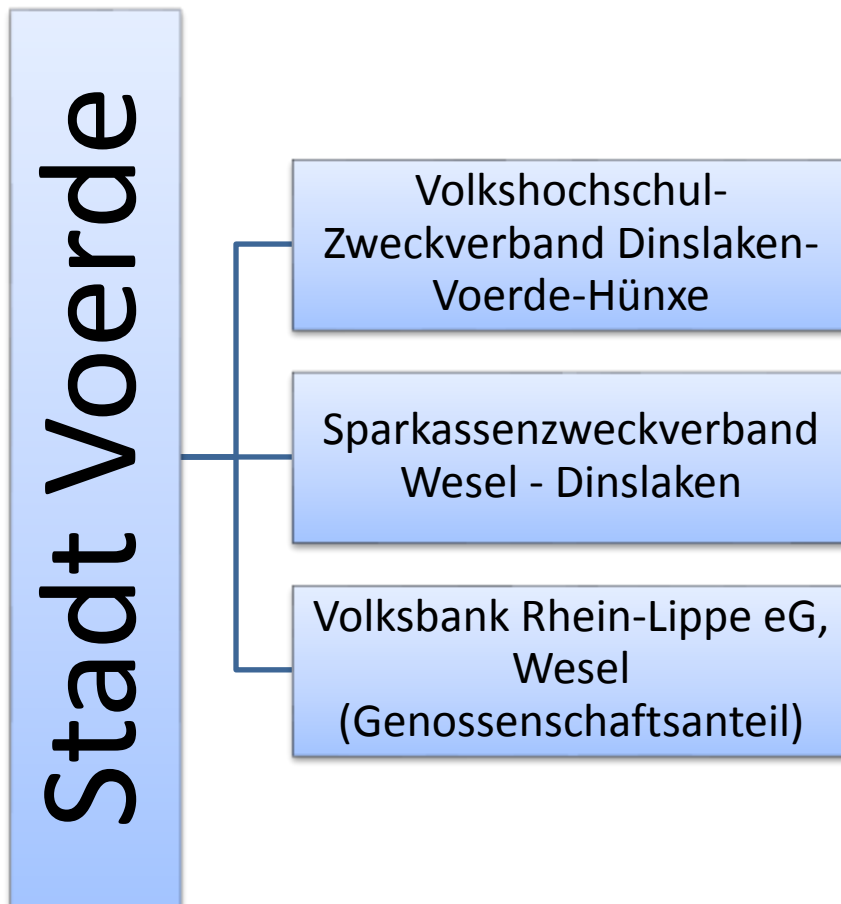 Stadt Voerde
Volkshochschul-
Zweckverband Dinslaken-
Voerde-Hünxe
Sparkassenzweckverband
Wesel - Dinslaken
Volksbank Rhein-Lippe eG,
Wesel
(Genossenschaftsanteil)